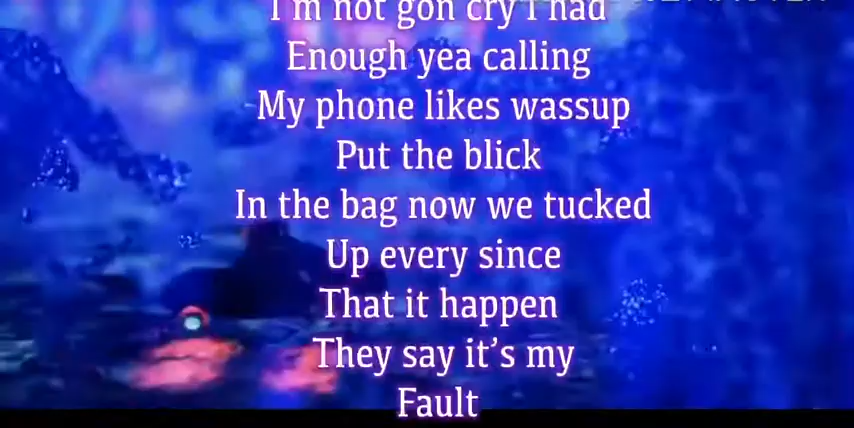 I'm not gon cry I had
Enough yea calling
My phone likes wassup
Put the blick
In the bag now we tucked
Up every since
That it happen
They say it's my
Fault